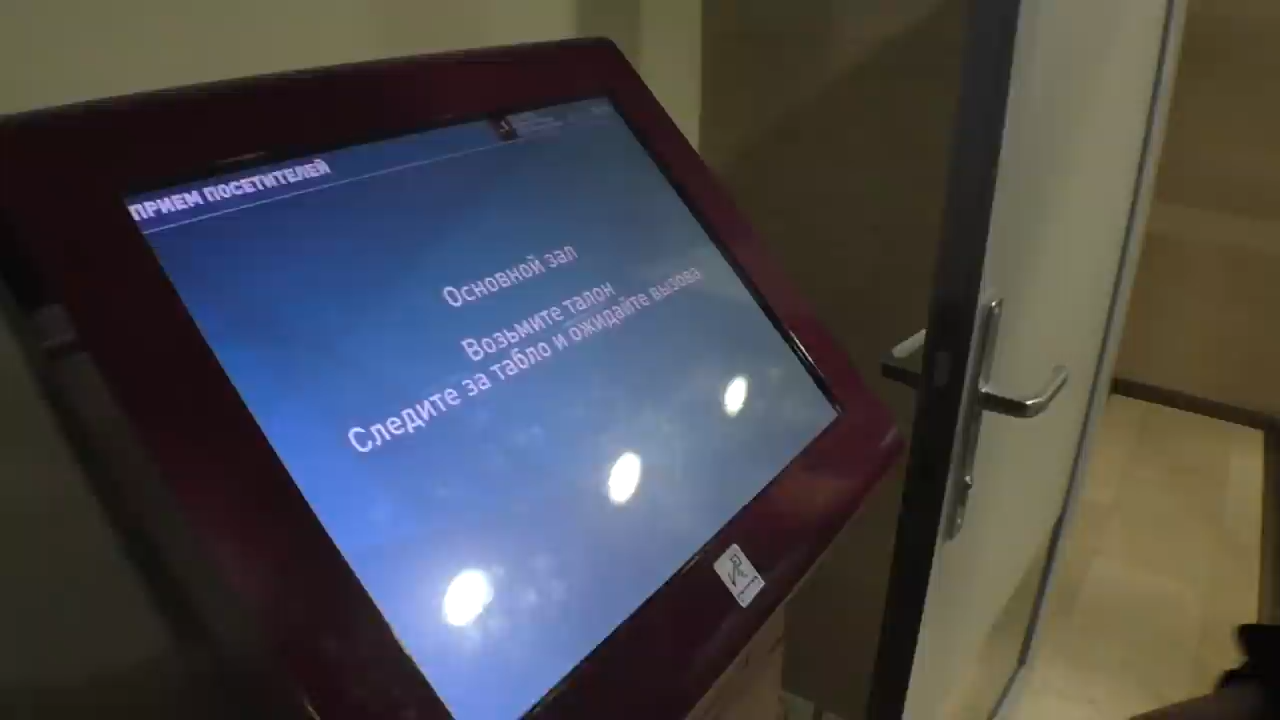 ПРИЕМ ПОСЕТИТЕЛЕЙ
Основной зал
Возьмите талон
Следите за табло и ожидайте вызова